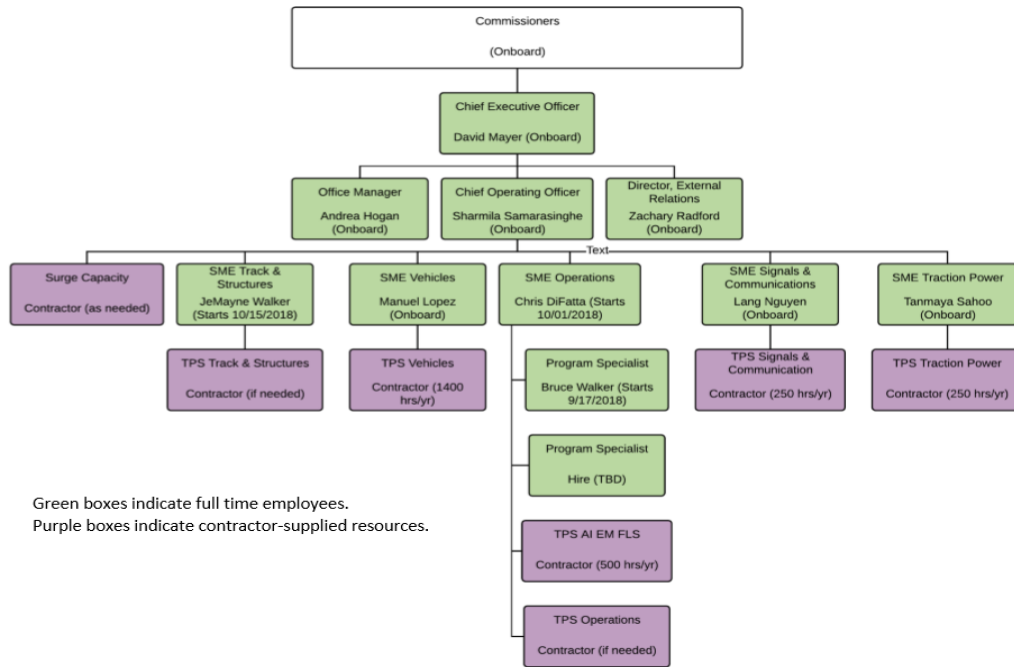 Commissioners
(Onboard)
Chief Executive Officer
David Mayer (Onboard)
Office Manager
Andrea Hogan
(Onboard)
Chief Operating Officer
Sharmila Samarasinghe
(Onboard)
Director, External
Relations
Zachary Radford
(Onboard)
Text
Surge Capacity
Contractor (as needed)
SME Track &
Structures
JeMayne Walker
(Starts 10/15/2018)
SME Vehicles
Manuel Lopez
(Onboard)
SME Operations
Chris DiFatta (Starts
10/01/2018)
SME Signals &
Communications
Lang Nguyen
(Onboard)
SME Traction Power
Tanmaya Sahoo
(Onboard)
TPS Track & Structures
Contractor (if needed)
TPS Vehicles
Contractor (1400
hrs/yr)
Program Specialist
Bruce Walker (Starts
9/17/2018)
TPS Signals &
Communication
Contractor (250 hrs/yr)
TPS Traction Power
Contractor (250 hrs/yr)
Program Specialist
Hire (TBD)
Green boxes indicate full time employees.
Purple boxes indicate contractor-supplied resources.
TPS AI EM FLS
Contractor (500 hrs/yr)
TPS Operations
Contractor (if needed)